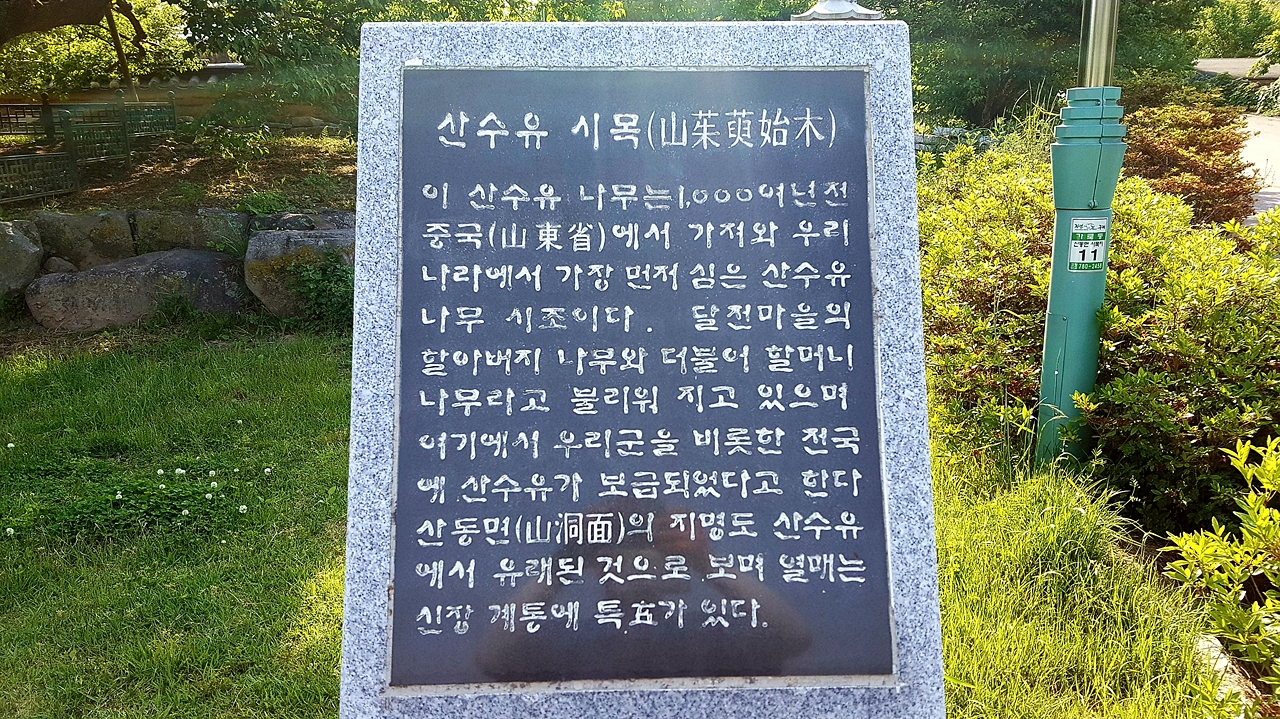 산수유 시목(山茱萸始木)
이 산수유 나무는1,000여년전
중국(山東省)에서 가져와 우리
나라에서 가장 먼저 심은 산수유
나무 시조이다. 달전마을의
할아버지 나무와 더불어 할머니
나무라고 불리워 지고 있으며
여기에서 우리군을 비롯한 전국
에 산수유가 보급되었다고 한다
산동면(山洞面)의 지명도 산수유
에서 유래된 것으로 보며 열매는
신장 계통에 특효가 있다.
가로등
11